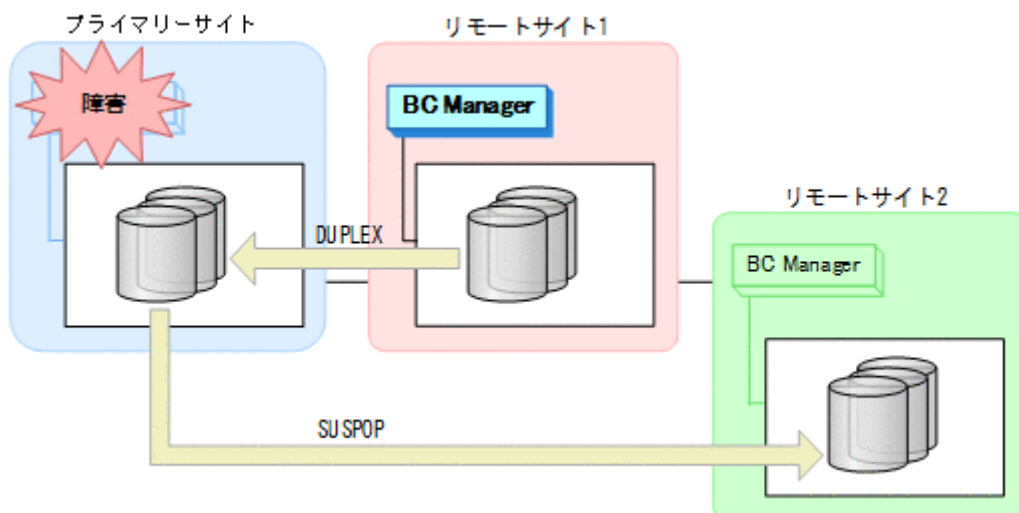 プライマリーサイト
リモートサイト1
障害
BC Manager
リモートサイト2
DUPLEX
BC Manager
SUSPOP